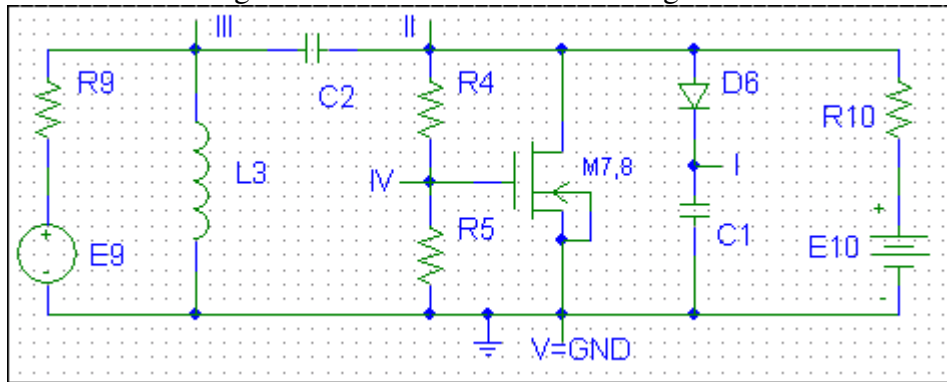 III
II
R9
C2
R4
D6
R10
L3
IV
M7,8
I
R5
C1
+
E9
-
+
E10
-
V=GND